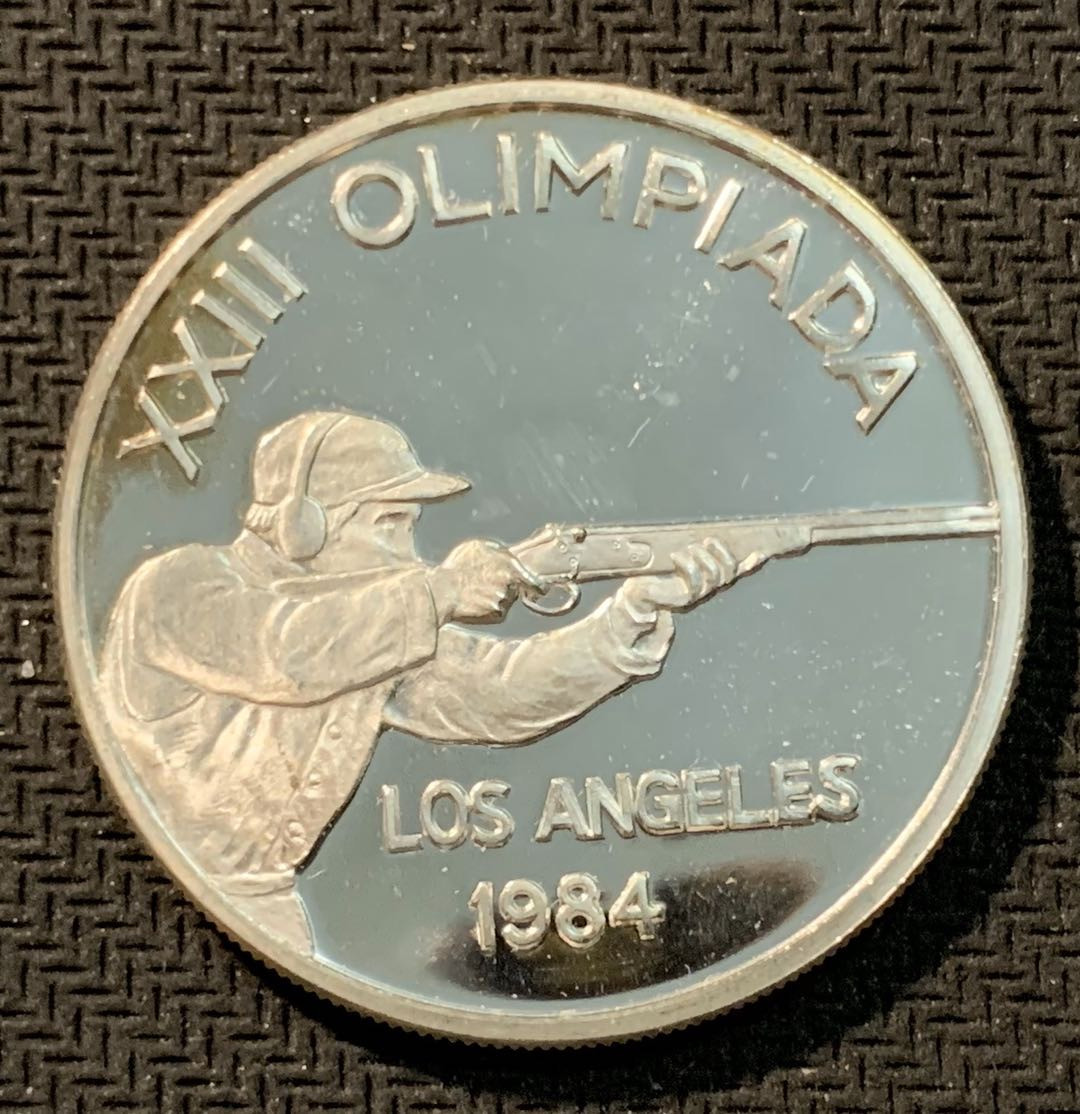 XXIII OLIMPIADA
LOS ANGELES
1984